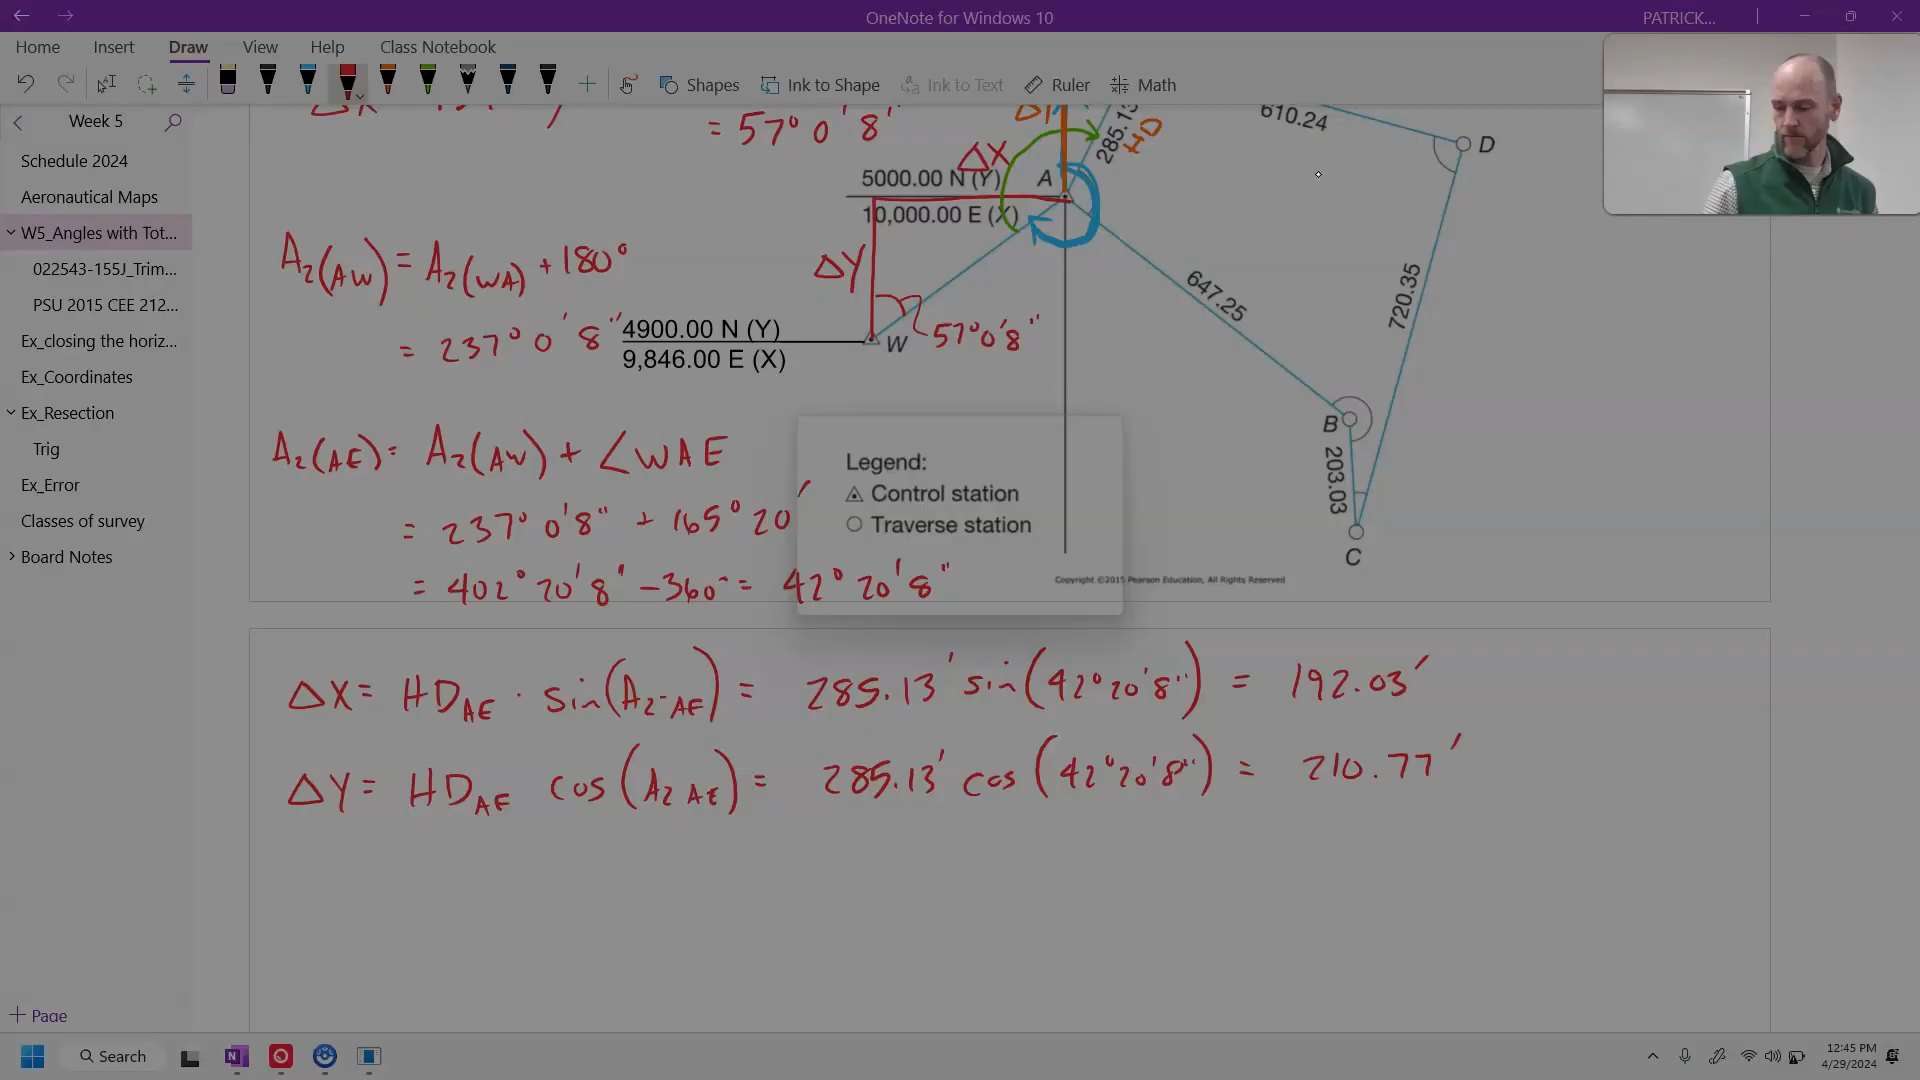 OneNote for Windows 10
PATRICK...
Home Insert Draw View Help Class Notebook
Shapes Ink to Shape Ink to Text Ruler Math
Week 5
Schedule 2024
Aeronautical Maps
W5_Angles with Tot...
022543-155J_Trim...
PSU 2015 CEE 212...
Ex_closing the horiz...
Ex_Coordinates
Ex_Resection
Trig
Ex_Error
Classes of survey
Board Notes
Page
= 57° 0' 8"
ΔX
285.13
HD
610.24
D
5000.00 N (Y)
A
10,000.00 E (X)
Az(AW) = Az(WA) + 180°
= 237° 0' 8"
ΔY
4900.00 N (Y)
9,846.00 E (X)
W
57°0'8"
647.25
720.35
B
203.03
C
Az(AE) = Az(AW) + ∠WAE
= 237° 0'8" + 165° 20'
= 402° 20'8" - 360° = 42° 20' 8"
Legend:
Control station
Traverse station
Copyright ©2015 Pearson Education, All Rights Reserved
ΔX = HDAE · sin(Az-AE) = 285.13' sin(42°20'8") = 192.03'
ΔY = HDAE cos(Az AE) = 285.13' cos(42°20'8") = 210.77'
Search
12:45 PM
4/29/2024